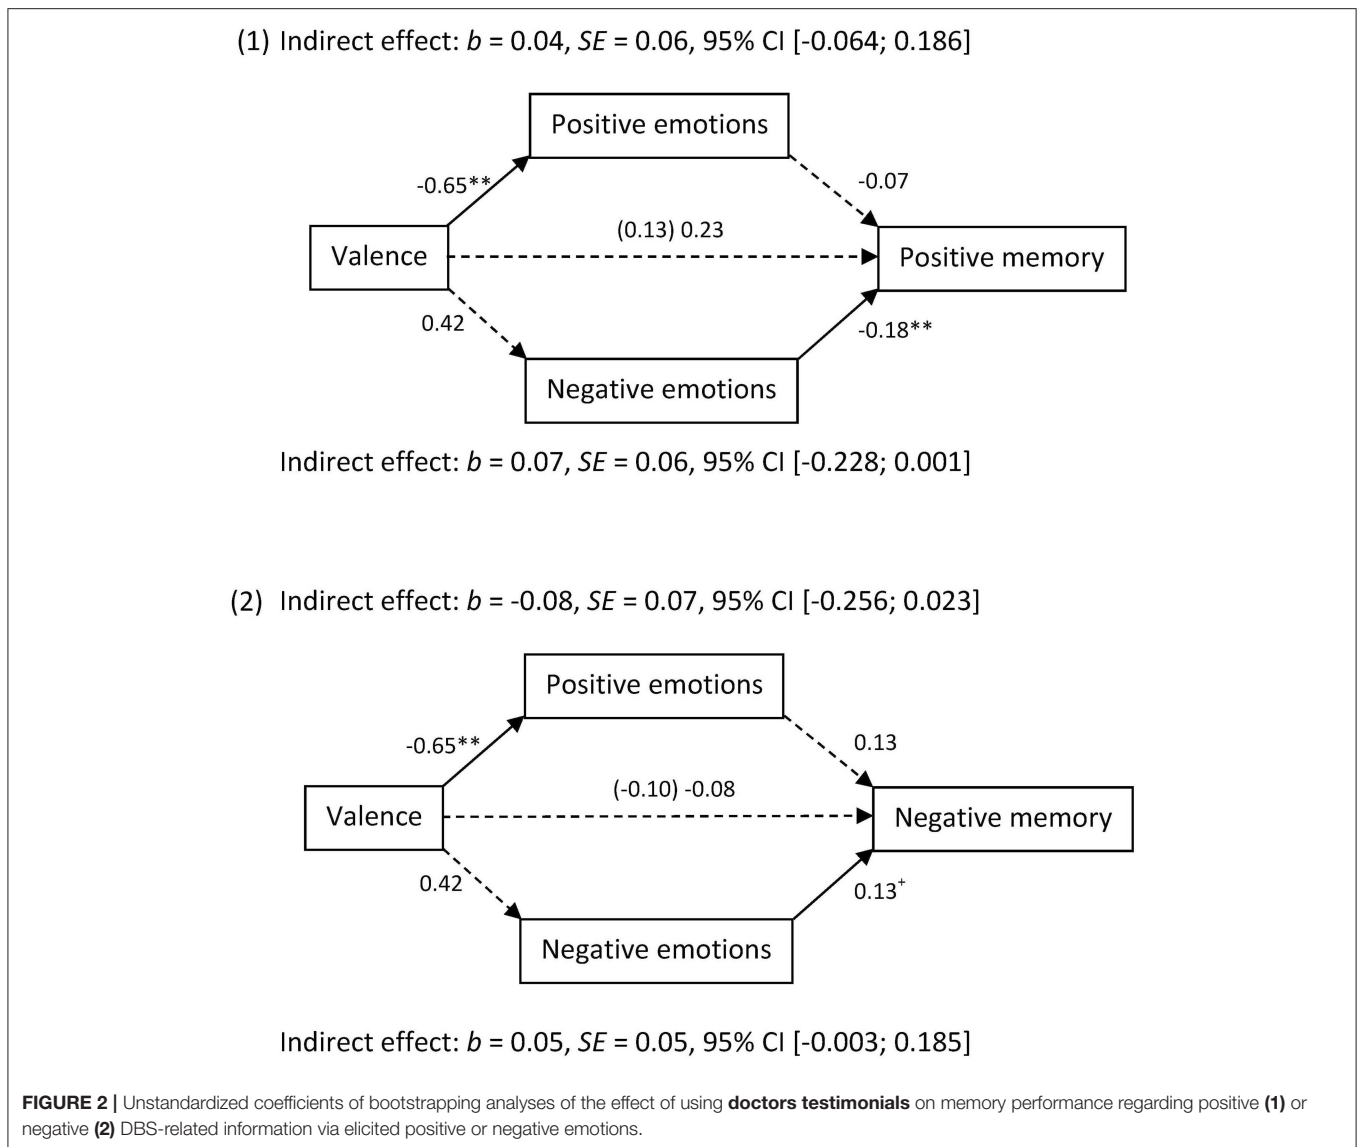 (1) Indirect effect: b = 0.04, SE = 0.06, 95% CI [-0.064; 0.186]
Positive emotions
-0.65**
-0.07
(0.13) 0.23
Valence
Positive memory
0.42
-0.18**
Negative emotions
Indirect effect: b = 0.07, SE = 0.06, 95% CI [-0.228; 0.001]
(2) Indirect effect: b = -0.08, SE = 0.07, 95% CI [-0.256; 0.023]
Positive emotions
-0.65**
0.13
(-0.10) -0.08
Valence
Negative memory
0.42
0.13+
Negative emotions
Indirect effect: b = 0.05, SE = 0.05, 95% CI [-0.003; 0.185]
FIGURE 2 | Unstandardized coefficients of bootstrapping analyses of the effect of using doctors testimonials on memory performance regarding positive (1) or
negative (2) DBS-related information via elicited positive or negative emotions.